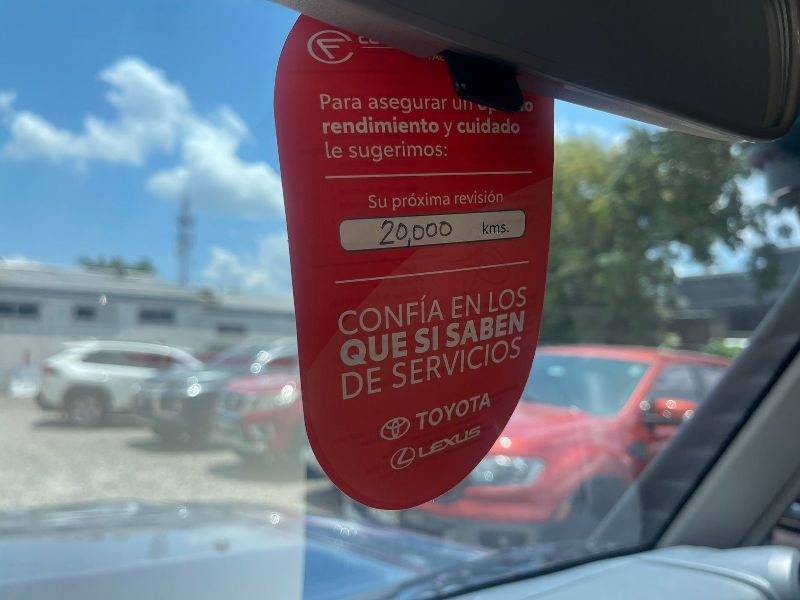 Para asegurar un
rendimiento y cuidado
le sugerimos:
Su próxima revisión
20,000 kms.
CONFÍA EN LOS
QUE SI SABEN
DE SERVICIOS
TOYOTA
LEXUS